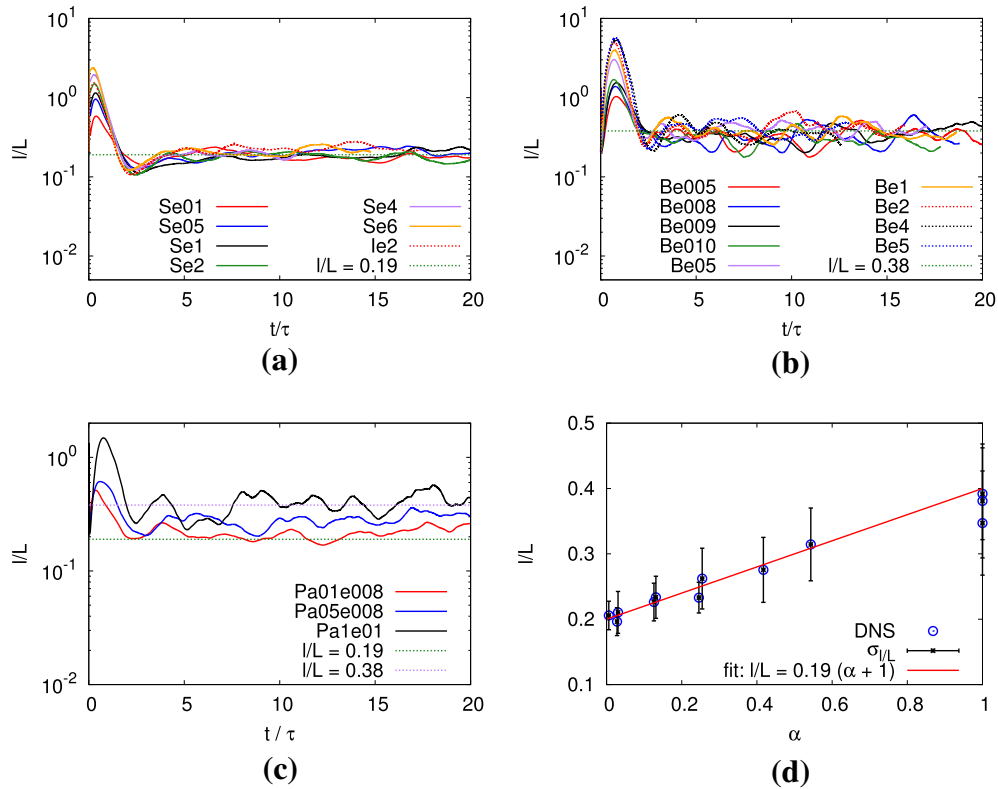 10^1
10^0
10^-1
10^-2
l/L
0 5 10 15 20
t/τ
Se01
Se05
Se1
Se2
Se4
Se6
Ie2
l/L = 0.19
(a)
10^1
10^0
10^-1
10^-2
l/L
0 5 10 15 20
t/τ
Be005
Be008
Be009
Be010
Be05
Be1
Be2
Be4
Be5
l/L = 0.38
(b)
10^0
10^-1
10^-2
l/L
0 5 10 15 20
t / τ
Pa01e008
Pa05e008
Pa1e01
l/L = 0.19
l/L = 0.38
(c)
0.5
0.4
0.3
0.2
0.1
l/L
0 0.2 0.4 0.6 0.8 1
α
DNS
σ_l/L
fit: l/L = 0.19 (α + 1)
(d)